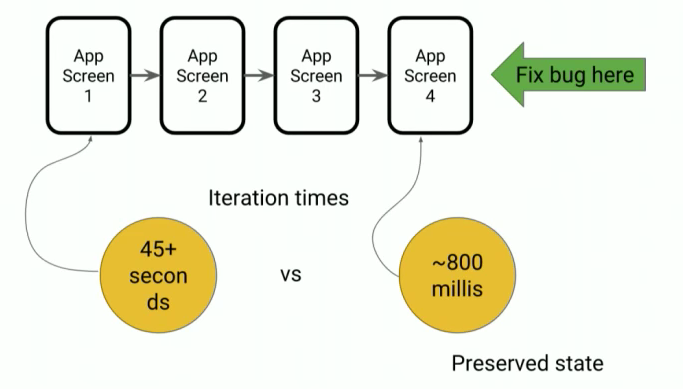 App
Screen
1
App
Screen
2
App
Screen
3
App
Screen
4
Fix bug here
Iteration times
45+
secon
ds
vs
~800
millis
Preserved state